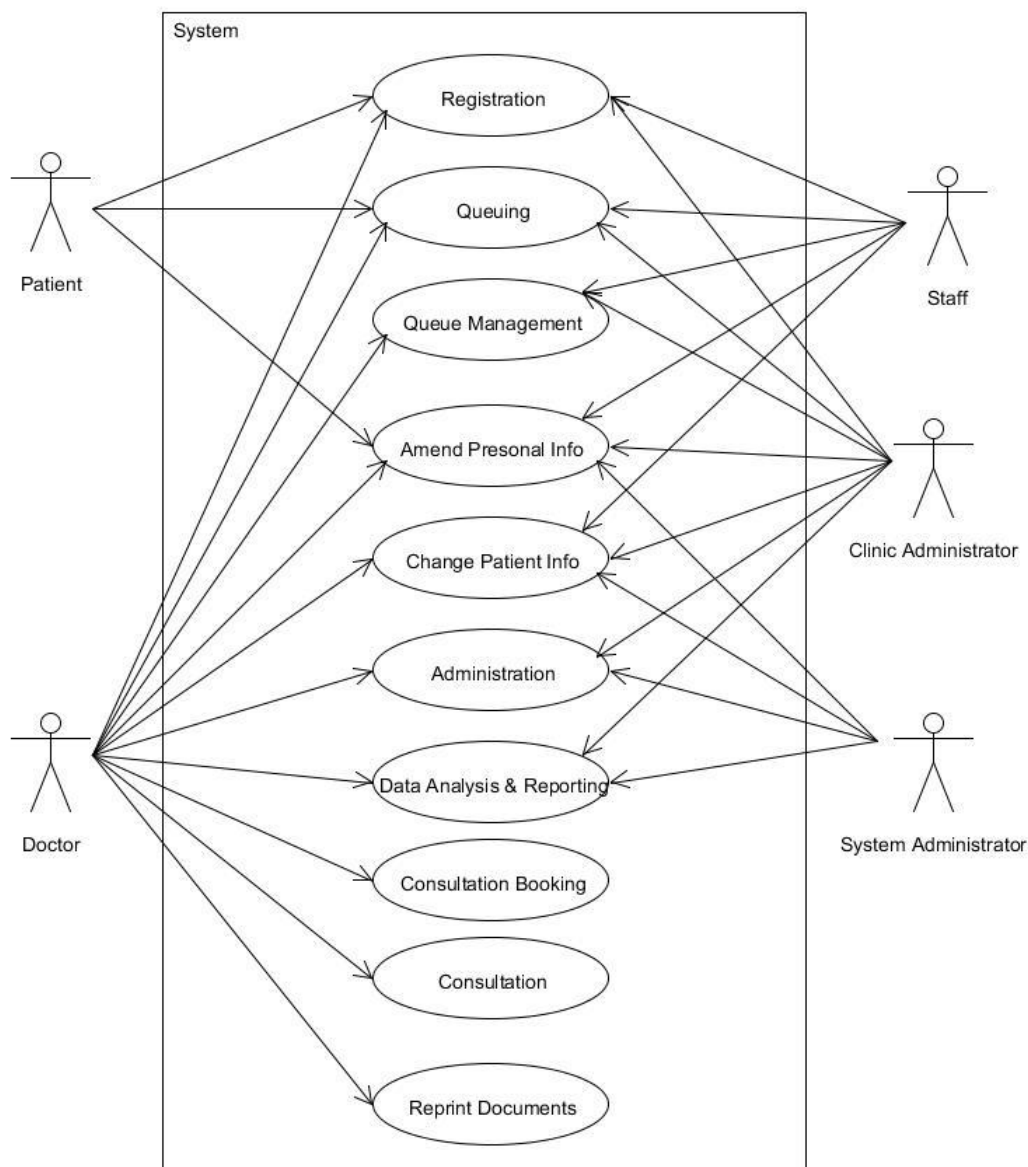 System
Registration
Patient
Queuing
Staff
Queue Management
Amend Presonal Info
Clinic Administrator
Change Patient Info
Administration
Doctor
Data Analysis & Reporting
System Administrator
Consultation Booking
Consultation
Reprint Documents